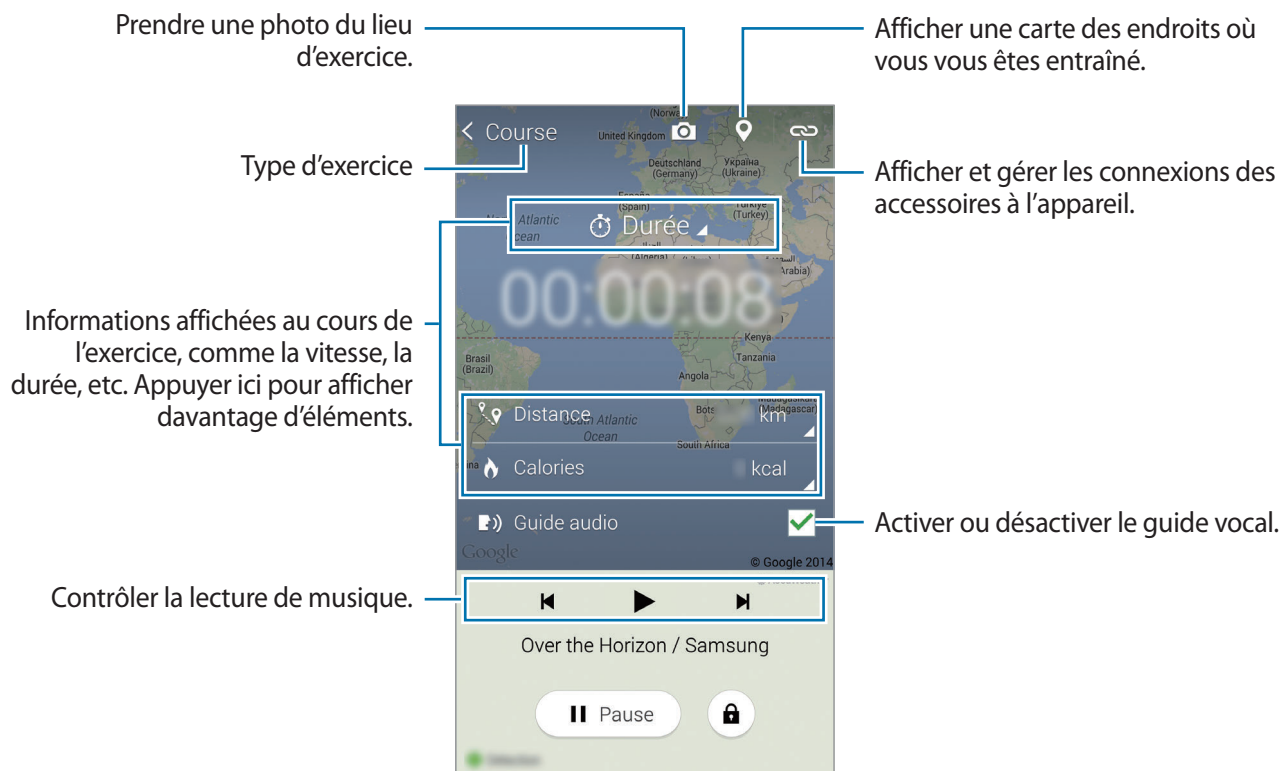 Prendre une photo du lieu
d'exercice.
Afficher une carte des endroits où
vous vous êtes entraîné.
Type d'exercice
Afficher et gérer les connexions des
accessoires à l'appareil.
Informations affichées au cours de
l'exercice, comme la vitesse, la
durée, etc. Appuyer ici pour afficher
davantage d'éléments.
Activer ou désactiver le guide vocal.
Contrôler la lecture de musique.
Course
United Kingdom
Deutschland
(Germany)
Україна
(Ukraine)
(Spain)
Türkiye
(Turkey)
Atlantic
Durée
00:00:08
Kenya
Brasil
(Brazil)
Tanzania
Angola
(Madagascar)
Distance
km
Atlantic
Ocean
South Africa
Calories
kcal
Guide audio
Google
© Google 2014
Over the Horizon / Samsung
Pause